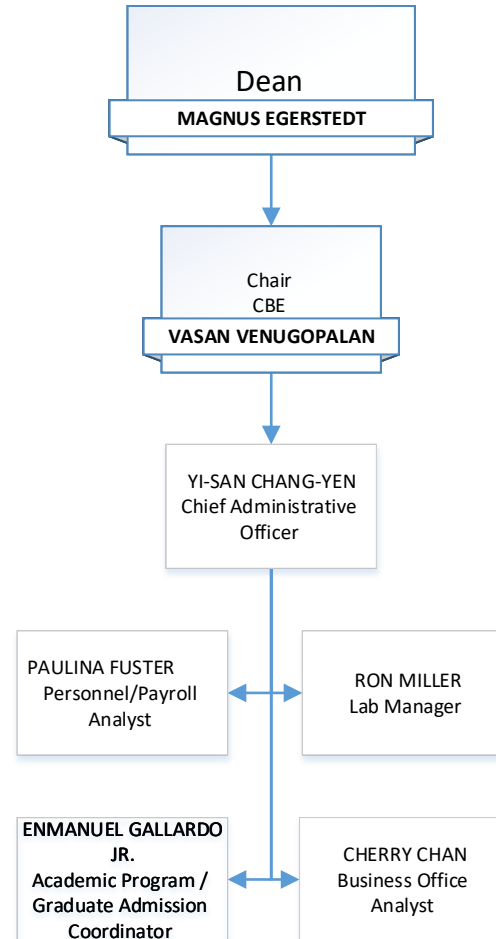 Dean
MAGNUS EGERSTEDT
Chair
CBE
VASAN VENUGOPALAN
YI-SAN CHANG-YEN
Chief Administrative
Officer
PAULINA FUSTER
Personnel/Payroll
Analyst
RON MILLER
Lab Manager
ENMANUEL GALLARDO
JR.
Academic Program /
Graduate Admission
Coordinator
CHERRY CHAN
Business Office
Analyst